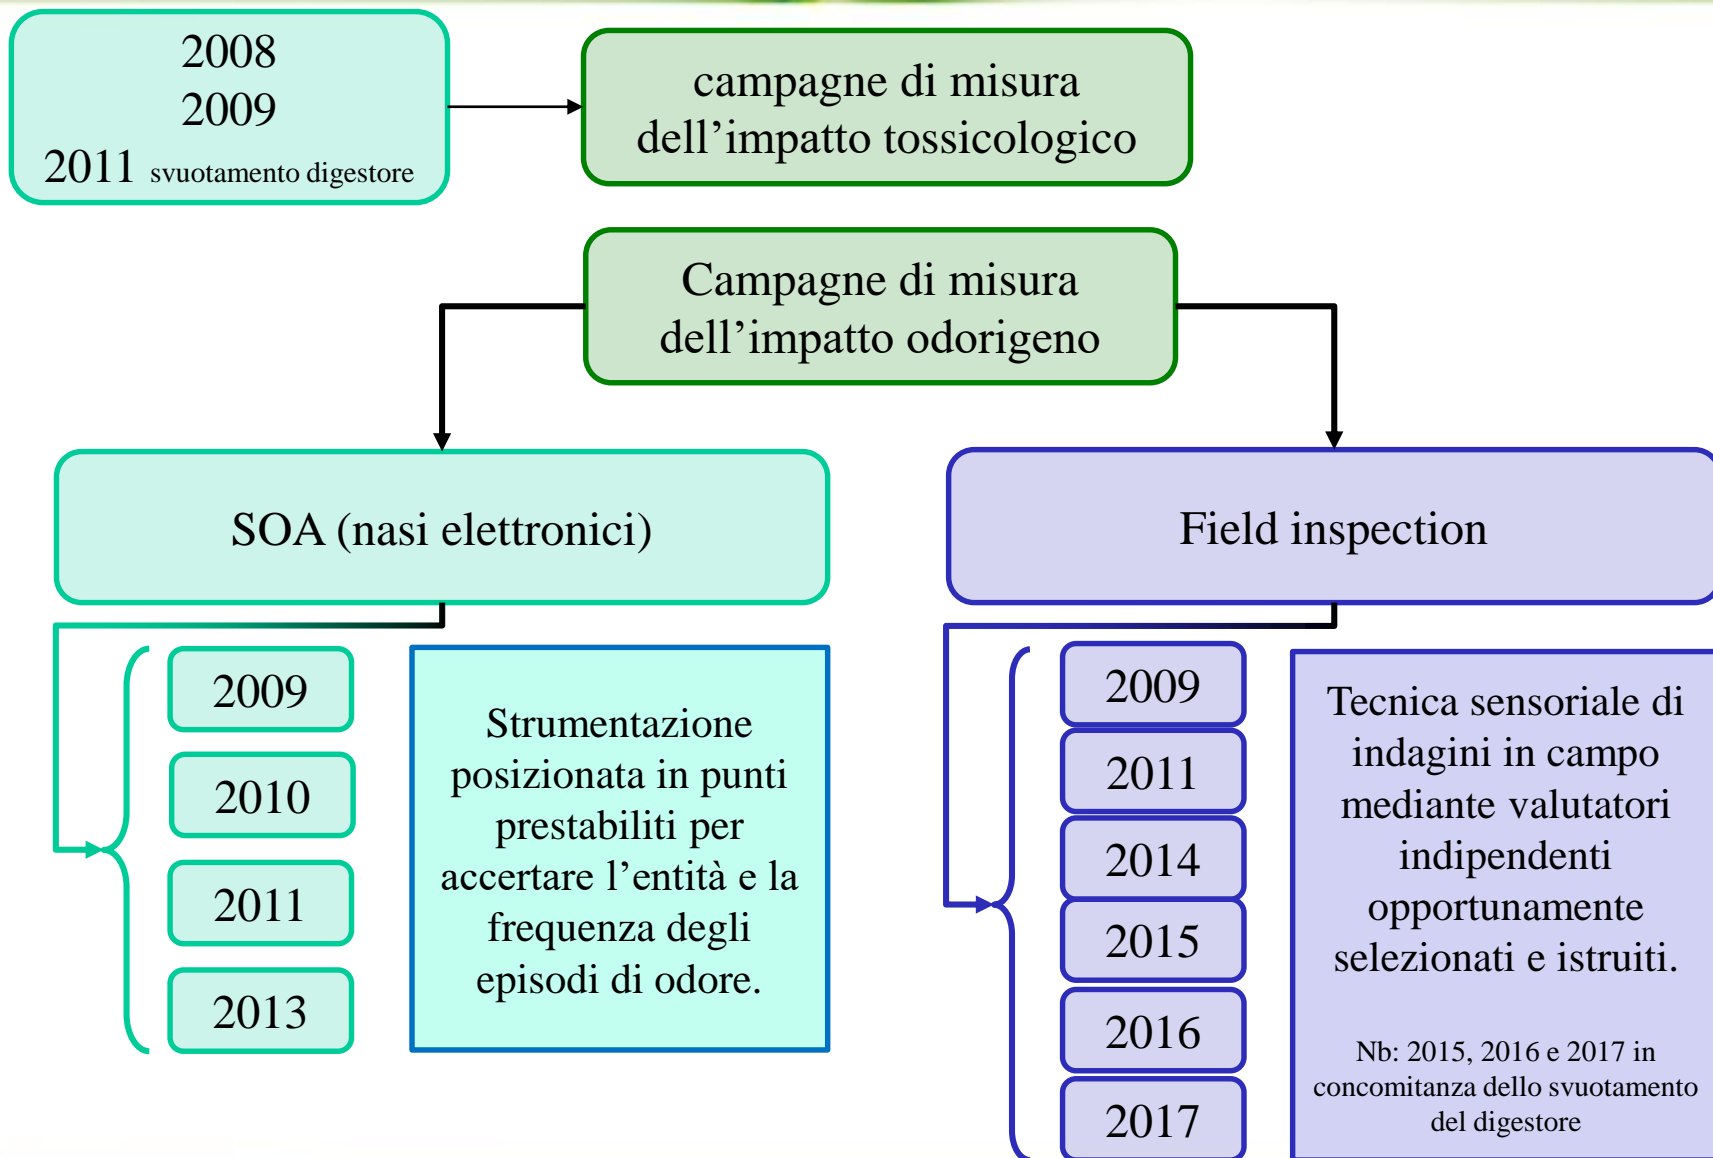 2008
2009
2011 svuotamento digestore
campagne di misura
dell’impatto tossicologico
Campagne di misura
dell’impatto odorigeno
SOA (nasi elettronici)
2009
2010
2011
2013
Strumentazione
posizionata in punti
prestabiliti per
accertare l’entità e la
frequenza degli
episodi di odore.
Field inspection
2009
2011
2014
2015
2016
2017
Tecnica sensoriale di
indagini in campo
mediante valutatori
indipendenti
opportunamente
selezionati e istruiti.
Nb: 2015, 2016 e 2017 in
concomitanza dello svuotamento
del digestore